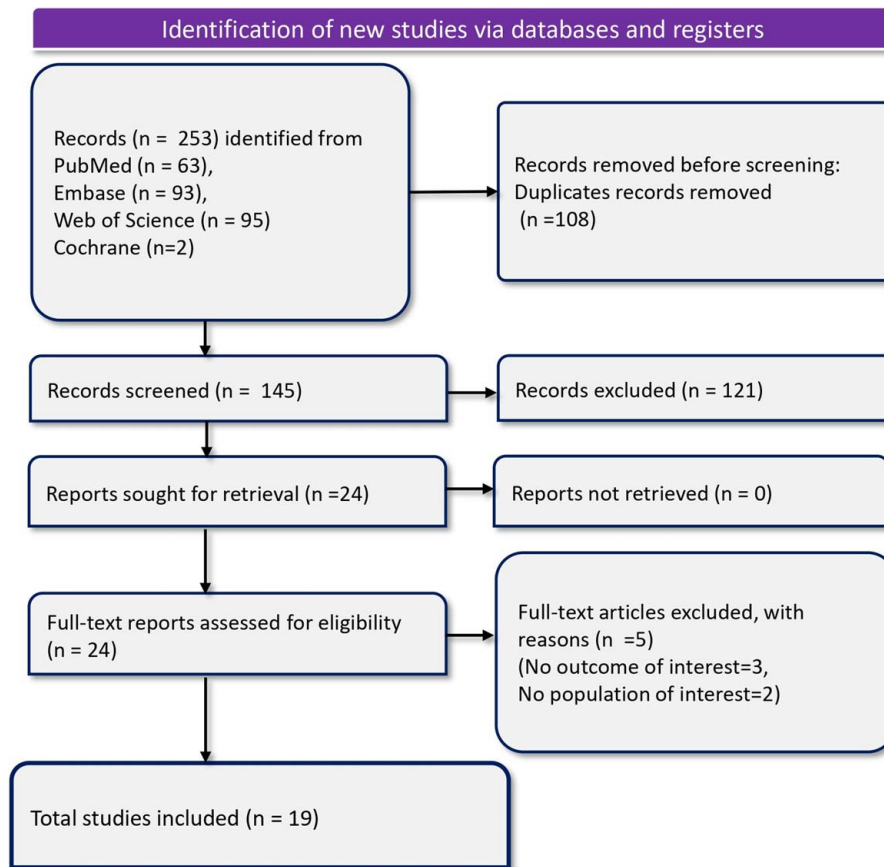 Identification of new studies via databases and registers
Records (n = 253) identified from
PubMed (n = 63),
Embase (n = 93),
Web of Science (n = 95)
Cochrane (n=2)
Records removed before screening:
Duplicates records removed
(n =108)
Records screened (n = 145)
Records excluded (n = 121)
Reports sought for retrieval (n =24)
Reports not retrieved (n = 0)
Full-text reports assessed for eligibility
(n = 24)
Full-text articles excluded, with
reasons (n =5)
(No outcome of interest=3,
No population of interest=2)
Total studies included (n = 19)